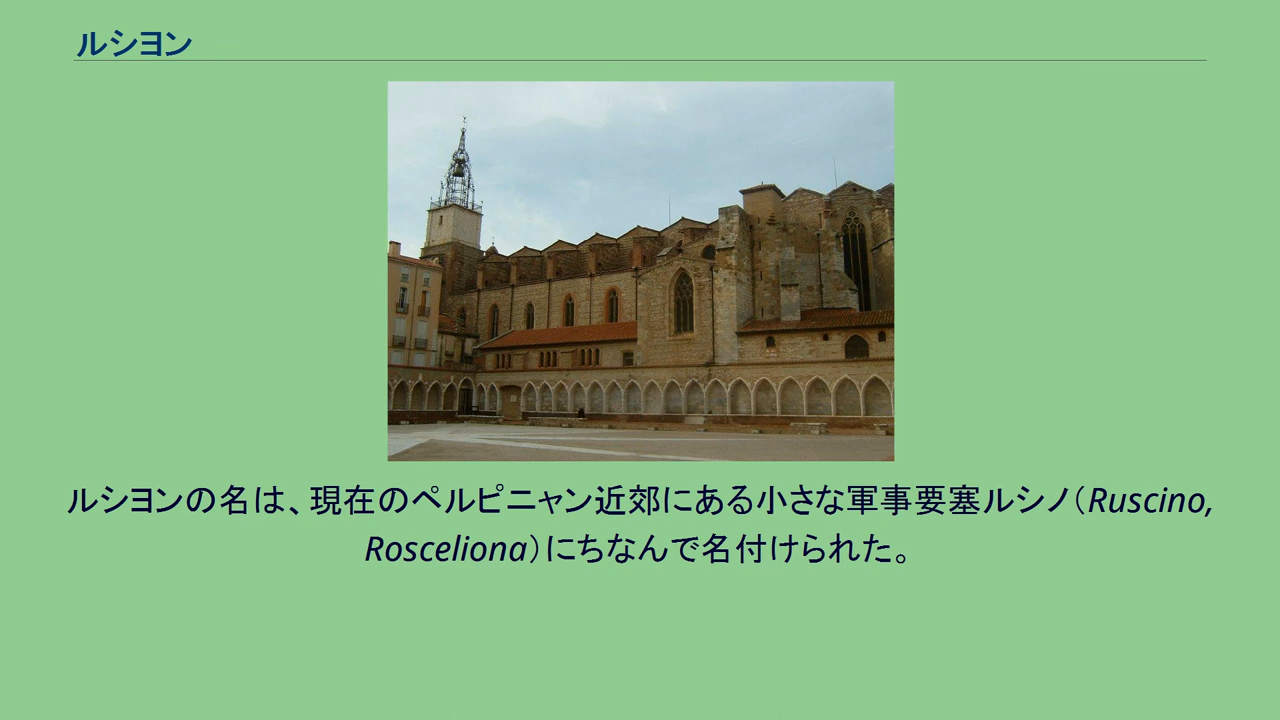 ルシヨン
ルシヨンの名は、現在のペルピニャン近郊にある小さな軍事要塞ルシノ（Ruscino,
Rosceliona）にちなんで名付けられた。